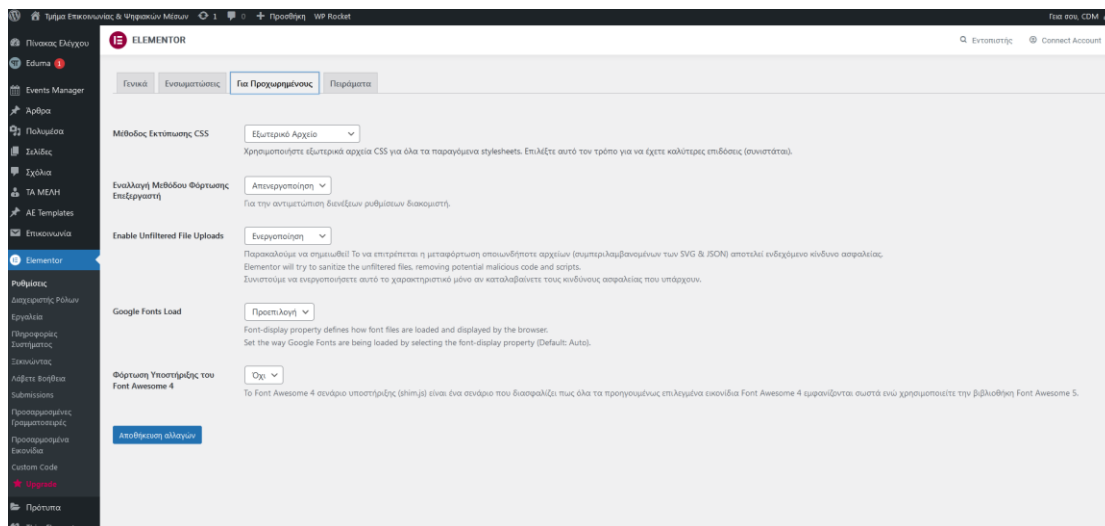 Τμήμα Επικοινωνίας & Ψηφιακών Μέσων 1 0 + Προσθήκη WP Rocket Γεια σου, CDM
Πίνακας Ελέγχου
Eduma 1
Events Manager
Άρθρα
Πολυμέσα
Σελίδες
Σχόλια
ΤΑ ΜΕΛΗ
AE Templates
Επικοινωνία
Elementor
Ρυθμίσεις
Διαχειριστής Ρόλων
Εργαλεία
Πληροφορίες
Συστήματος
Ξεκινώντας
Λάβετε Βοήθεια
Submissions
Προσαρμοσμένες
Γραμματοσειρές
Προσαρμοσμένα
Εικονίδια
Custom Code
Upgrade
Πρότυπα
ELEMENTOR Εντοπιστής Connect Account
Γενικά Ενσωματώσεις Για Προχωρημένους Πειράματα
Μέθοδος Εκτύπωσης CSS Εξωτερικό Αρχείο
Χρησιμοποιήστε εξωτερικά αρχεία CSS για όλα τα παραγόμενα stylesheets. Επιλέξτε αυτό τον τρόπο για να έχετε καλύτερες επιδόσεις (συνιστάται).
Εναλλαγή Μεθόδου Φόρτωσης
Επεξεργαστή
Απενεργοποίηση
Για την αντιμετώπιση διενέξεων ρυθμίσεων διακομιστή.
Enable Unfiltered File Uploads Ενεργοποίηση
Παρακαλούμε να σημειωθεί! Το να επιτρέπεται η μεταφόρτωση οποιωνδήποτε αρχείων (συμπεριλαμβανομένων των SVG & JSON) αποτελεί ενδεχόμενο κίνδυνο ασφαλείας.
Elementor will try to sanitize the unfiltered files, removing potential malicious code and scripts.
Συνιστούμε να ενεργοποιήσετε αυτό το χαρακτηριστικό μόνο αν καταλαβαίνετε τους κινδύνους ασφαλείας που υπάρχουν.
Google Fonts Load Προεπιλογή
Font-display property defines how font files are loaded and displayed by the browser.
Set the way Google Fonts are being loaded by selecting the font-display property (Default: Auto).
Φόρτωση Υποστήριξης του
Font Awesome 4
Όχι
Το Font Awesome 4 σενάριο υποστήριξης (shim.js) είναι ένα σενάριο που διασφαλίζει πως όλα τα προηγουμένως επιλεγμένα εικονίδια Font Awesome 4 εμφανίζονται σωστά ενώ χρησιμοποιείτε την βιβλιοθήκη Font Awesome 5.
Αποθήκευση αλλαγών